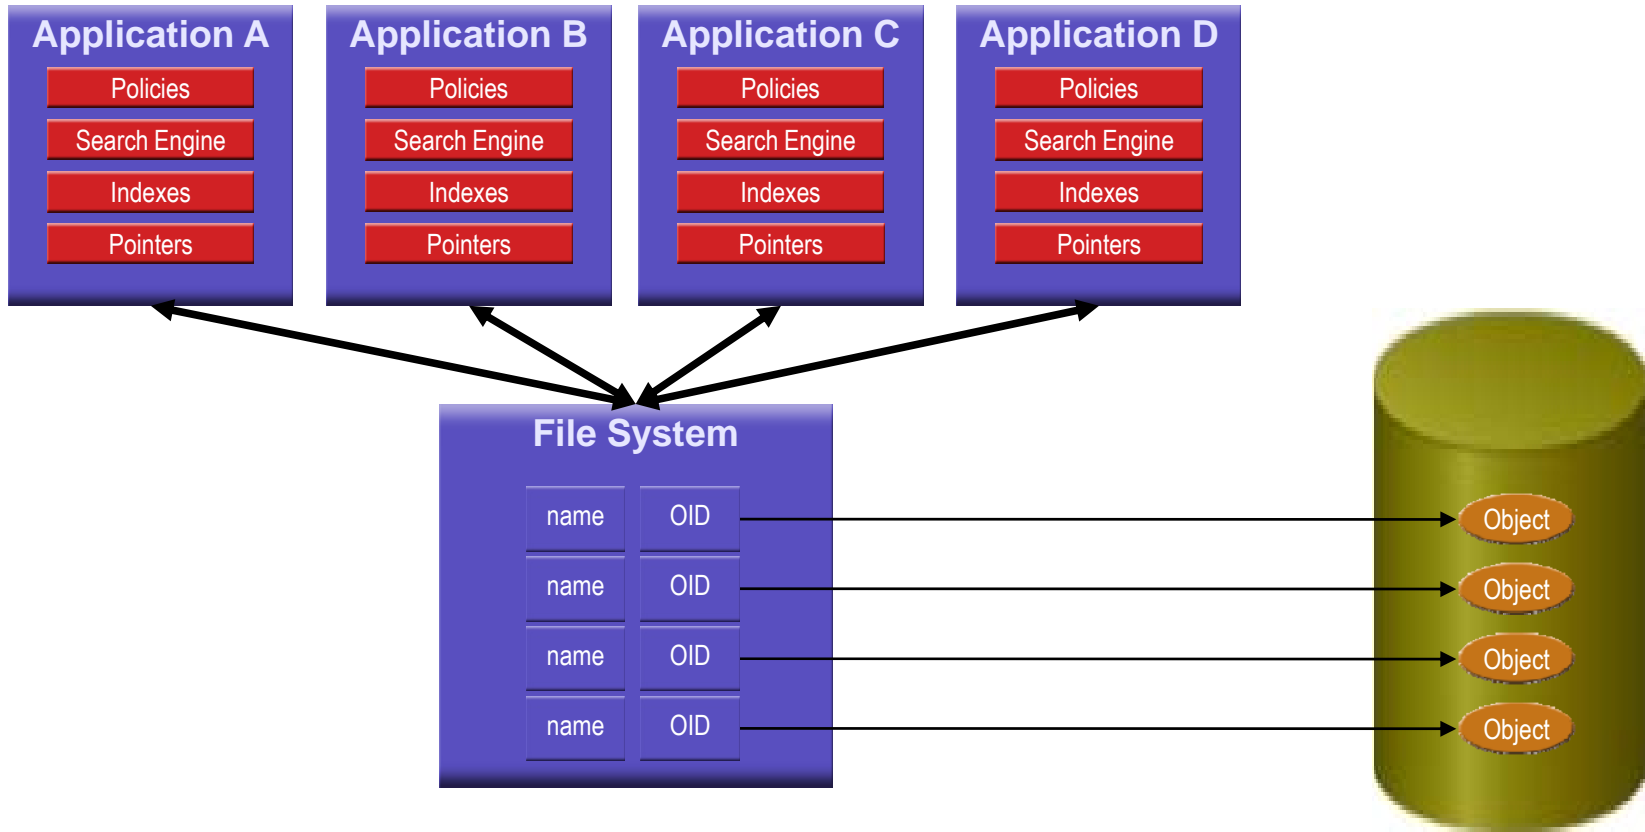 Application A
Policies
Search Engine
Indexes
Pointers
Application B
Policies
Search Engine
Indexes
Pointers
Application C
Policies
Search Engine
Indexes
Pointers
Application D
Policies
Search Engine
Indexes
Pointers
File System
name OID
name OID
name OID
name OID
Object
Object
Object
Object